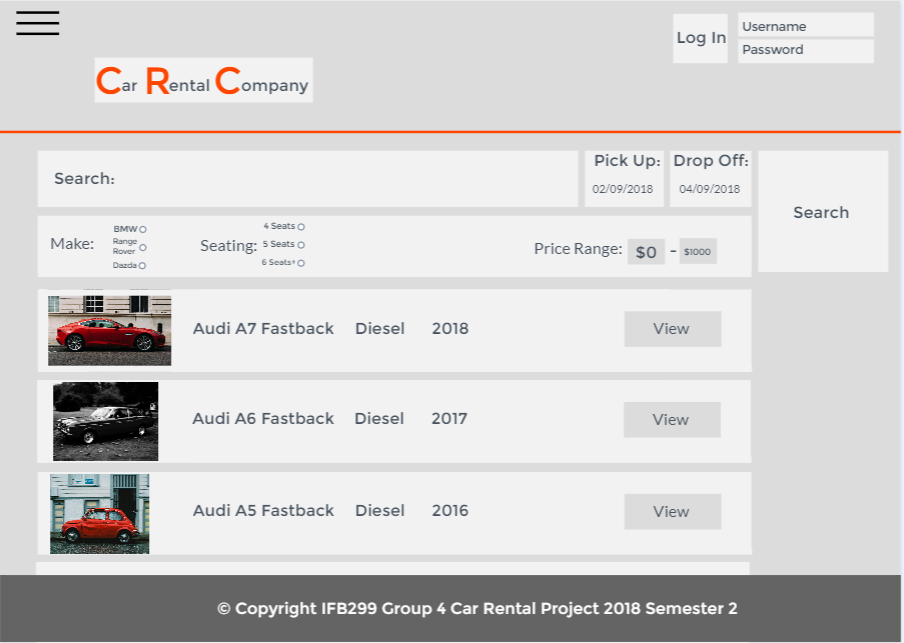 Log In
Username
Password
Car Rental Company
Search:
Pick Up:
02/09/2018
Drop Off:
04/09/2018
Search
Make:
BMW
Range
Rover
Dazda
Seating:
4 Seats
5 Seats
6 Seats+
Price Range:
$0 - $1000
Audi A7 Fastback Diesel 2018
View
Audi A6 Fastback Diesel 2017
View
Audi A5 Fastback Diesel 2016
View
© Copyright IFB299 Group 4 Car Rental Project 2018 Semester 2